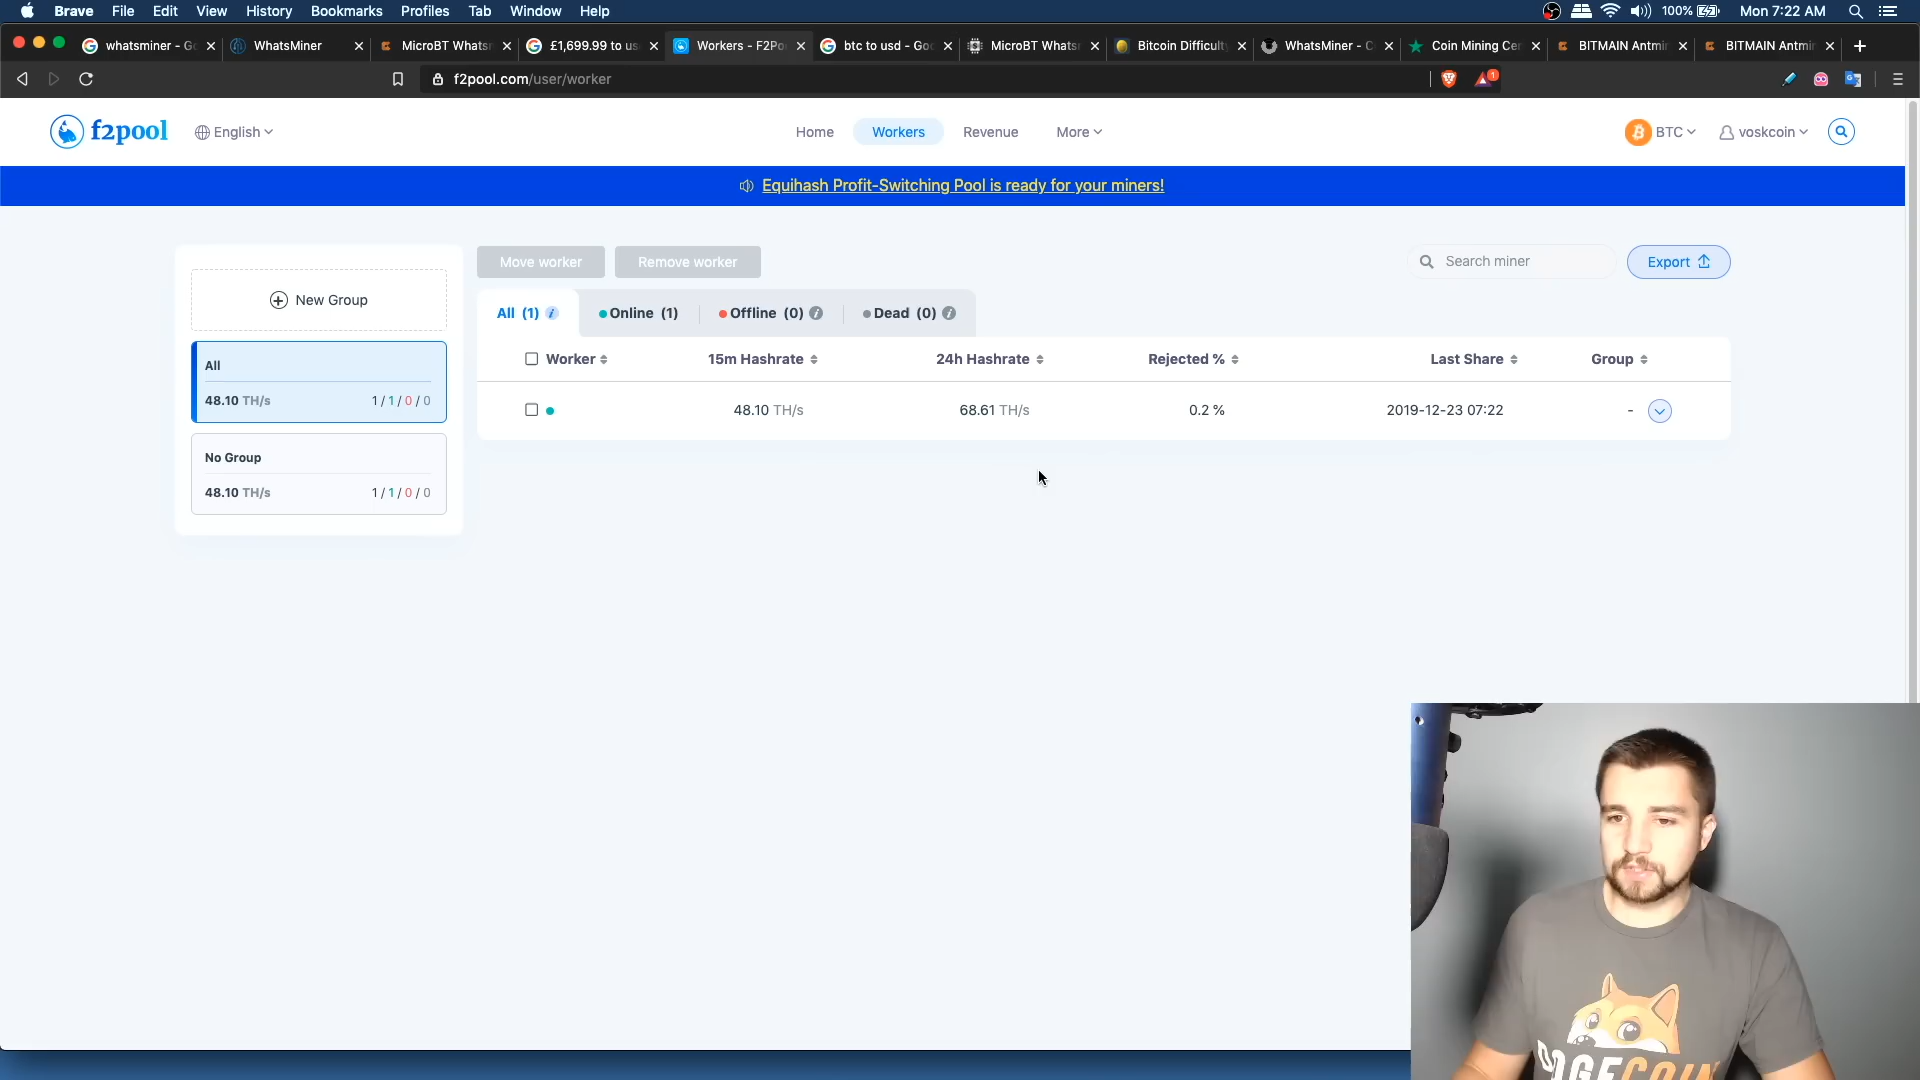 Brave File Edit View History Bookmarks Profiles Tab Window Help 100% Mon 7:22 AM
whatsminer - Go WhatsMiner MicroBT Whats £1,699.99 to us Workers - F2Po btc to usd - Goo MicroBT Whats Bitcoin Difficult WhatsMiner - C Coin Mining Cen BITMAIN Antmin BITMAIN Antmin
f2pool.com/user/worker 1
f2pool English Home Workers Revenue More BTC voskcoin
Equihash Profit-Switching Pool is ready for your miners!
Move worker Remove worker Search miner Export
New Group
All (1) Online (1) Offline (0) Dead (0)
Worker 15m Hashrate 24h Hashrate Rejected % Last Share Group
All
48.10 TH/s 1 / 1 / 0 / 0
48.10 TH/s 68.61 TH/s 0.2 % 2019-12-23 07:22 -
No Group
48.10 TH/s 1 / 1 / 0 / 0
DOGECOIN